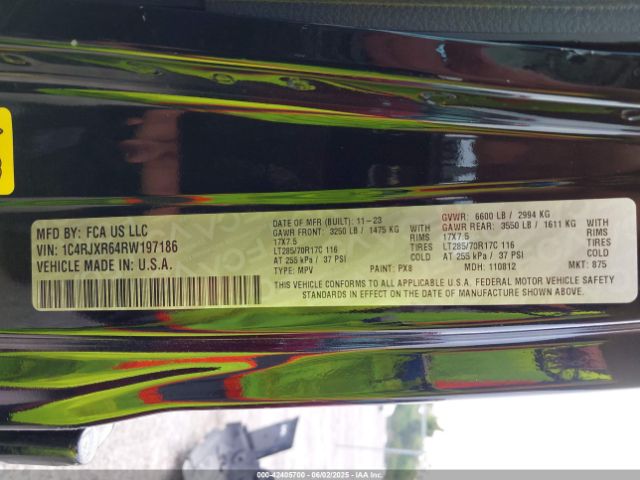 MFD BY: FCA US LLC
VIN: 1C4RJXR64RW197186
VEHICLE MADE IN: U.S.A.
DATE OF MFR (BUILT): 11-23
GAWR FRONT: 3250 LB / 1475 KG WITH
17X7.5 RIMS
LT285/70R17C 116
AT 255 kPa / 37 PSI COLD
TYPE: MPV PAINT: PX8
GVWR: 6600 LB / 2994 KG
GAWR REAR: 3550 LB / 1611 KG WITH
17X7.5 RIMS
LT285/70R17C 116
AT 255 kPa / 37 PSI COLD
MDH: 110812 MKT: 875
THIS VEHICLE CONFORMS TO ALL APPLICABLE U.S.A. FEDERAL MOTOR VEHICLE SAFETY
STANDARDS IN EFFECT ON THE DATE OF MANUFACTURE SHOWN ABOVE.
000-42405700 - 06/02/2025 - IAA